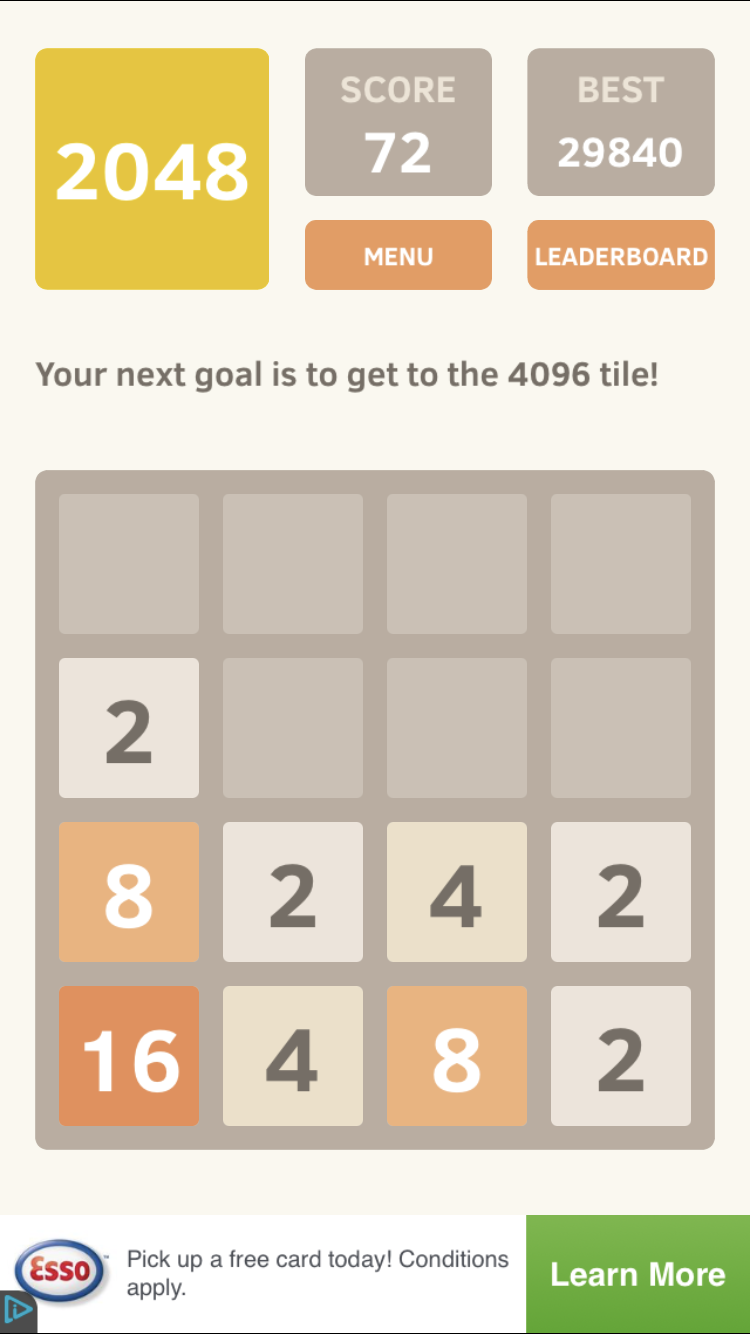 2048
SCORE
72
BEST
29840
MENU
LEADERBOARD
Your next goal is to get to the 4096 tile!
2
8 2 4 2
16 4 8 2
Esso™
Pick up a free card today! Conditions
apply.
Learn More